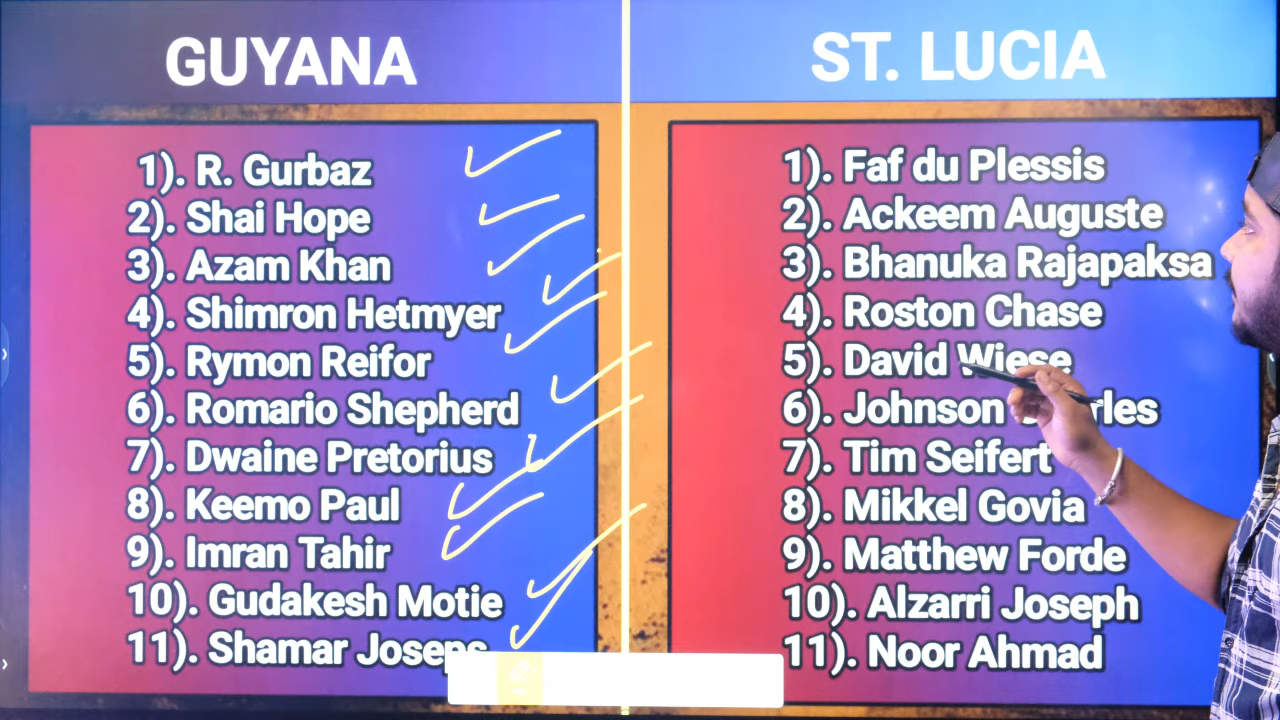 GUYANA
1). R. Gurbaz
2). Shai Hope
3). Azam Khan
4). Shimron Hetmyer
5). Rymon Reifor
6). Romario Shepherd
7). Dwaine Pretorius
8). Keemo Paul
9). Imran Tahir
10). Gudakesh Motie
11). Shamar Joseps
ST. LUCIA
1). Faf du Plessis
2). Ackeem Auguste
3). Bhanuka Rajapaksa
4). Roston Chase
5). David Wiese
6). Johnson
7). Tim Seifert
8). Mikkel Govia
9). Matthew Forde
10). Alzarri Joseph
11). Noor Ahmad